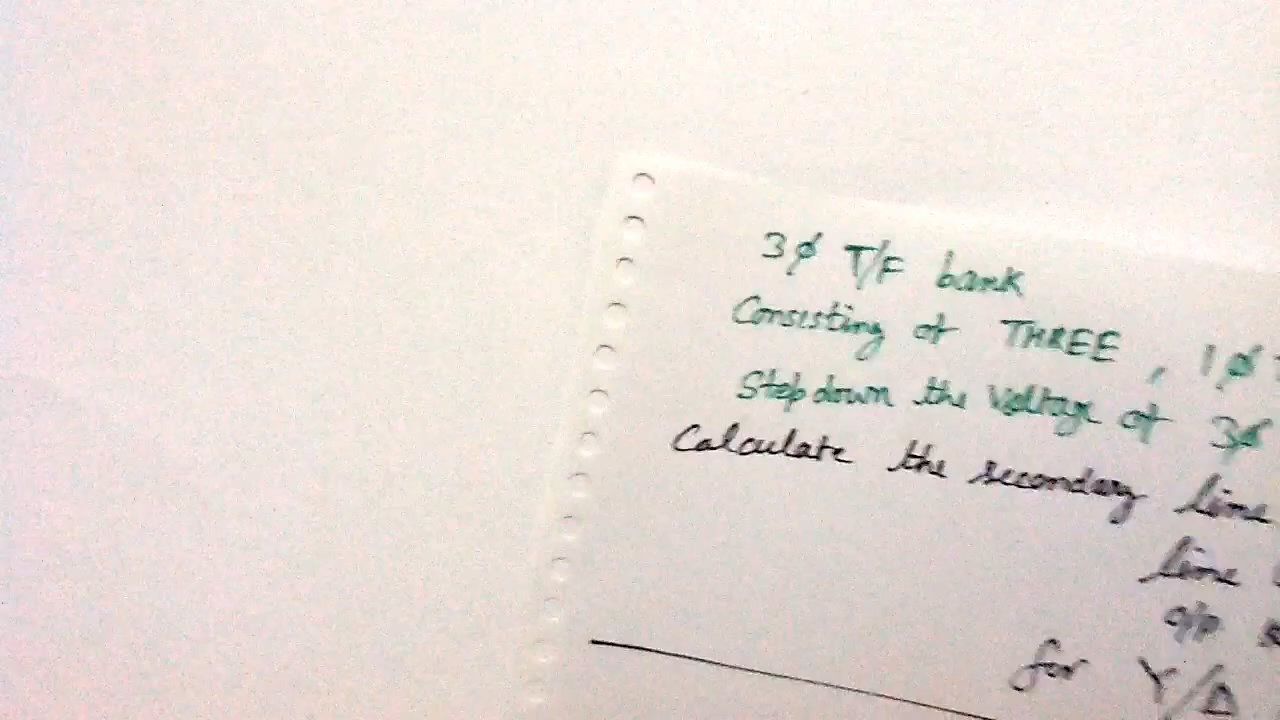 3ϕ T/F bank
Consisting of THREE, 1ϕ
Step down the voltage of 3ϕ
Calculate the secondary line
line
o/p
for Y/Δ